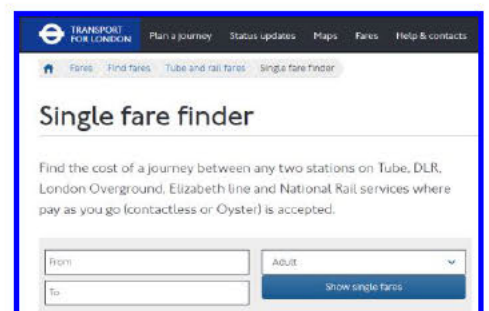 TRANSPORT
FOR LONDON
Plan a journey Status updates Maps Fares Help & contacts
Fares Find fares Tube and rail fares Single fare finder
Single fare finder
Find the cost of a journey between any two stations on Tube, DLR,
London Overground, Elizabeth line and National Rail services where
pay as you go (contactless or Oyster) is accepted.
From
Adult
To
Show single fares